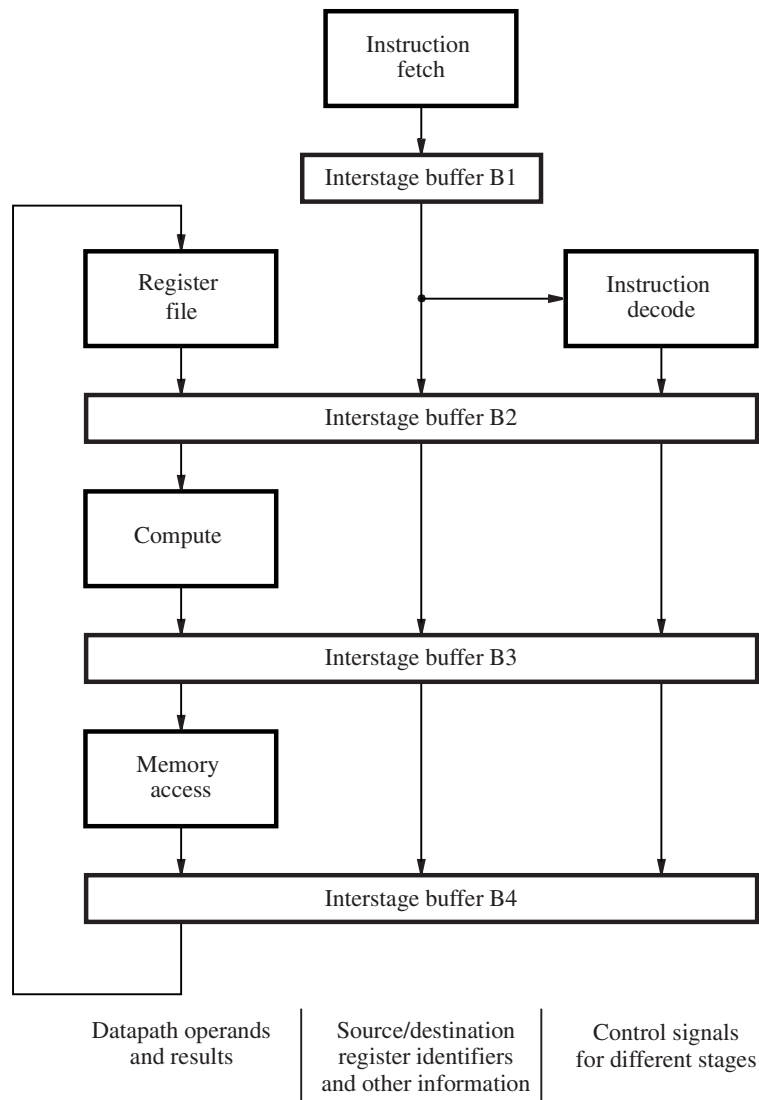 Instruction
fetch
Interstage buffer B1
Register
file
Instruction
decode
Interstage buffer B2
Compute
Interstage buffer B3
Memory
access
Interstage buffer B4
Datapath operands
and results
Source/destination
register identifiers
and other information
Control signals
for different stages